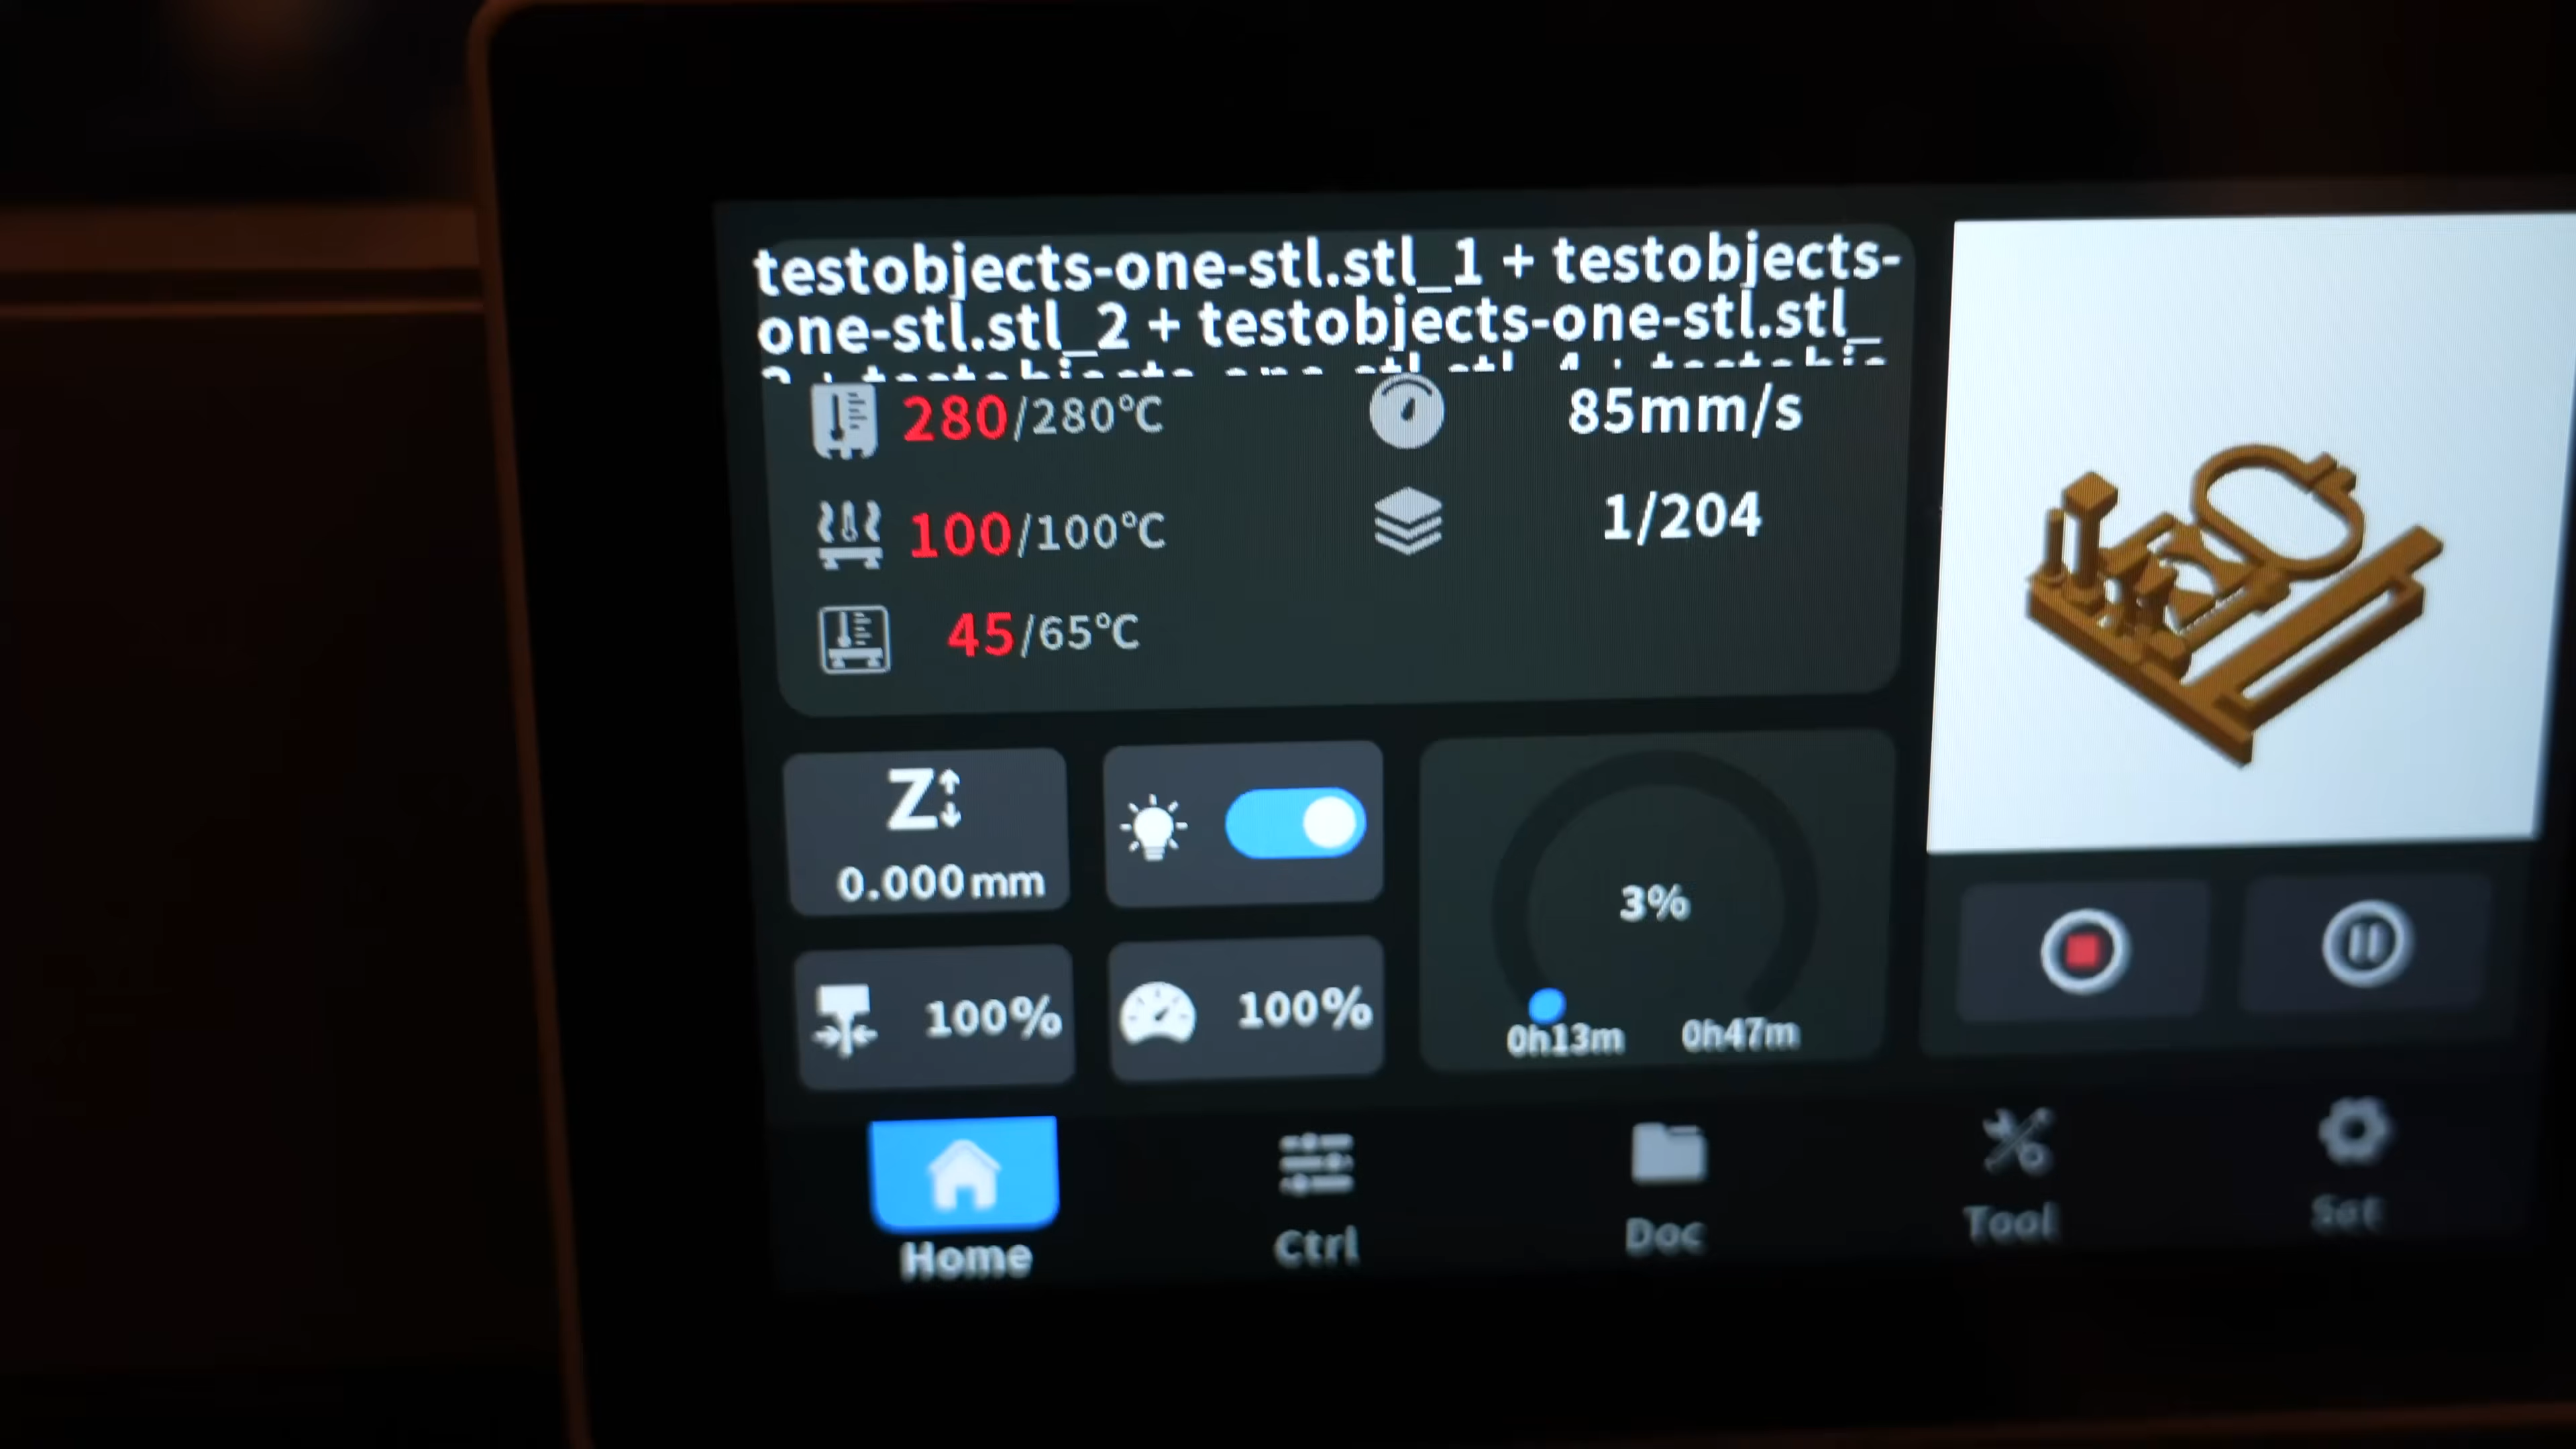 testobjects-one-stl.stl_1 + testobjects-
one-stl.stl_2 + testobjects-one-stl.stl_
280/280℃
85mm/s
100/100℃
1/204
45/65℃
Z
0.000mm
3%
100%
100%
0h13m
0h47m
Home
Ctrl
Doc
Tool
Set